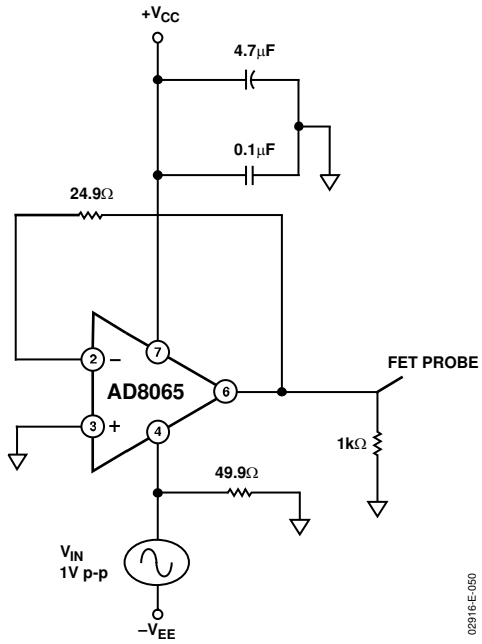 +VCC
4.7µF
0.1µF
24.9Ω
2
–
7
FET PROBE
AD8065
6
3
+
4
1kΩ
49.9Ω
VIN
1V p-p
–VEE
02916-E-050